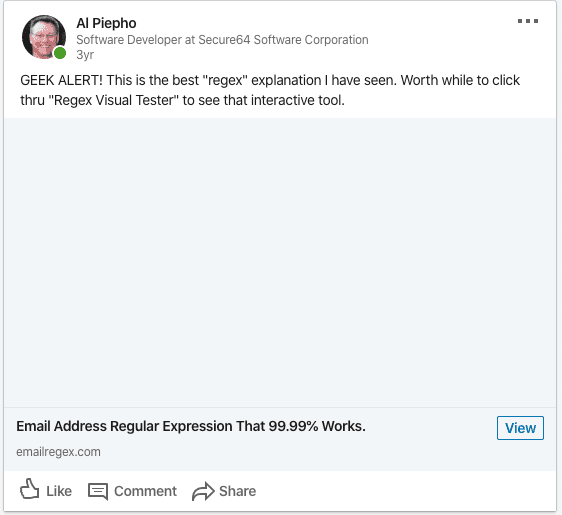 Al Piepho
Software Developer at Secure64 Software Corporation
3yr
GEEK ALERT! This is the best "regex" explanation I have seen. Worth while to click
thru "Regex Visual Tester" to see that interactive tool.
Email Address Regular Expression That 99.99% Works.
View
emailregex.com
Like
Comment
Share